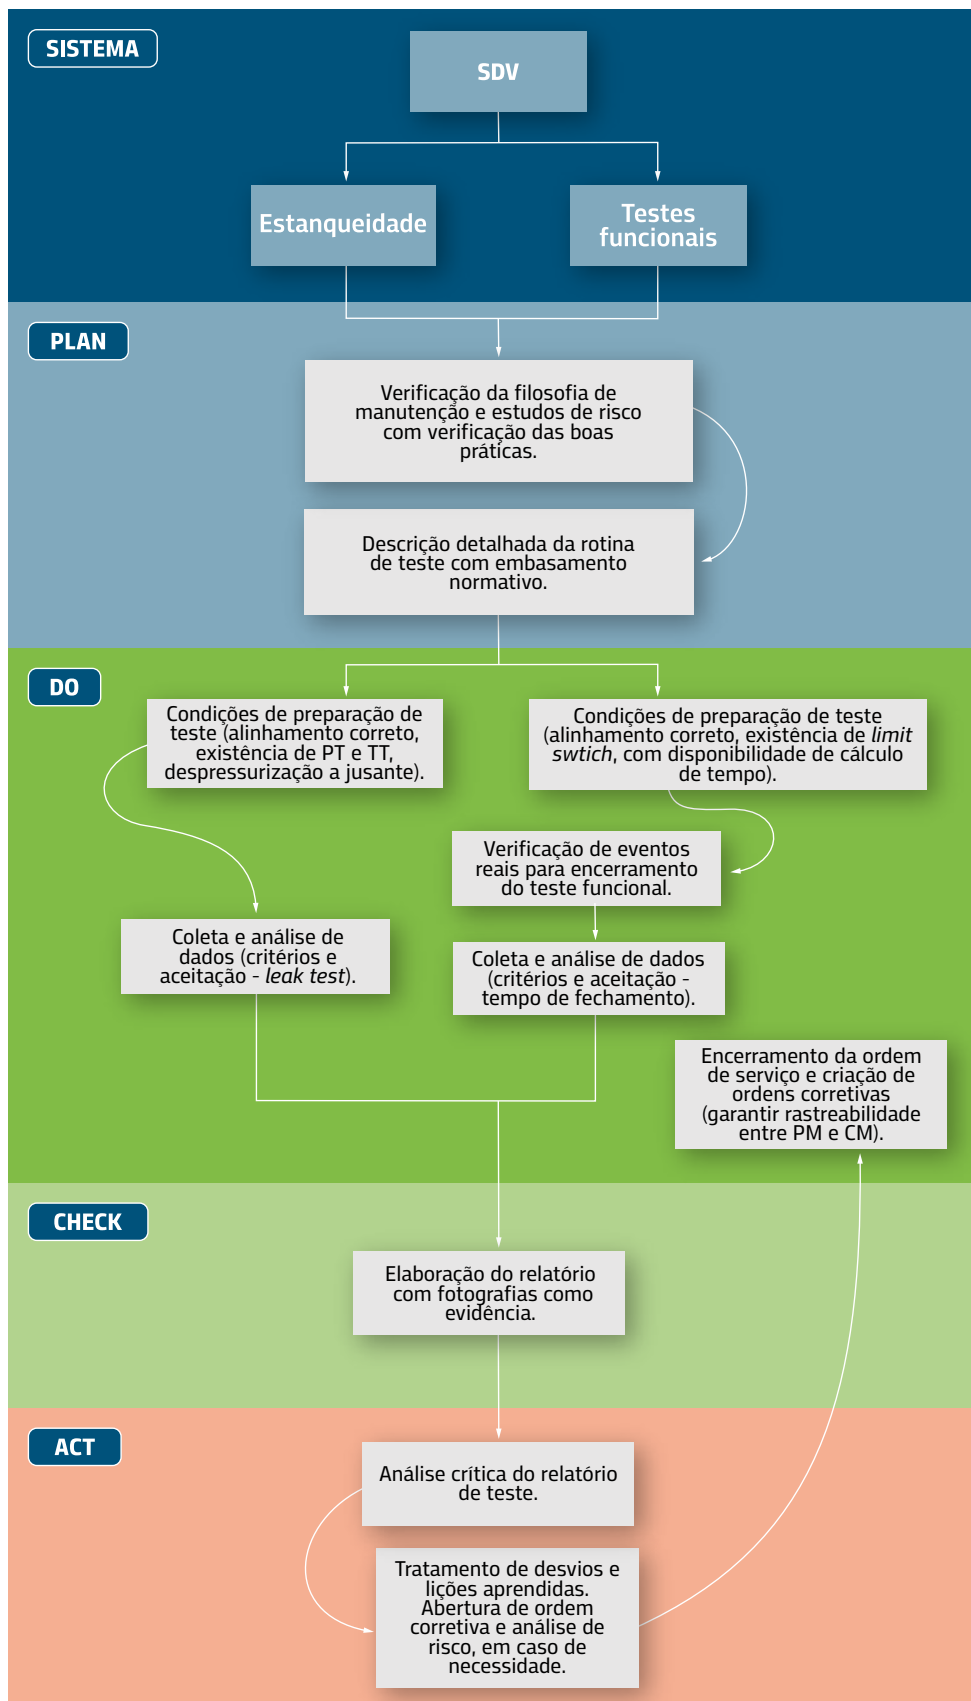 SISTEMA
SDV
Estanqueidade
Testes
funcionais
PLAN
Verificação da filosofia de
manutenção e estudos de risco
com verificação das boas
práticas.
Descrição detalhada da rotina
de teste com embasamento
normativo.
DO
Condições de preparação de
teste (alinhamento correto,
existência de PT e TT,
despressurização a jusante).
Condições de preparação de teste
(alinhamento correto, existência de limit
swtich, com disponibilidade de cálculo
de tempo).
Verificação de eventos
reais para encerramento
do teste funcional.
Coleta e análise de
dados (critérios e
aceitação - leak test).
Coleta e análise de dados
(critérios e aceitação -
tempo de fechamento).
Encerramento da ordem
de serviço e criação de
ordens corretivas
(garantir rastreabilidade
entre PM e CM).
CHECK
Elaboração do relatório
com fotografias como
evidência.
ACT
Análise crítica do relatório
de teste.
Tratamento de desvios e
lições aprendidas.
Abertura de ordem
corretiva e análise de
risco, em caso de
necessidade.